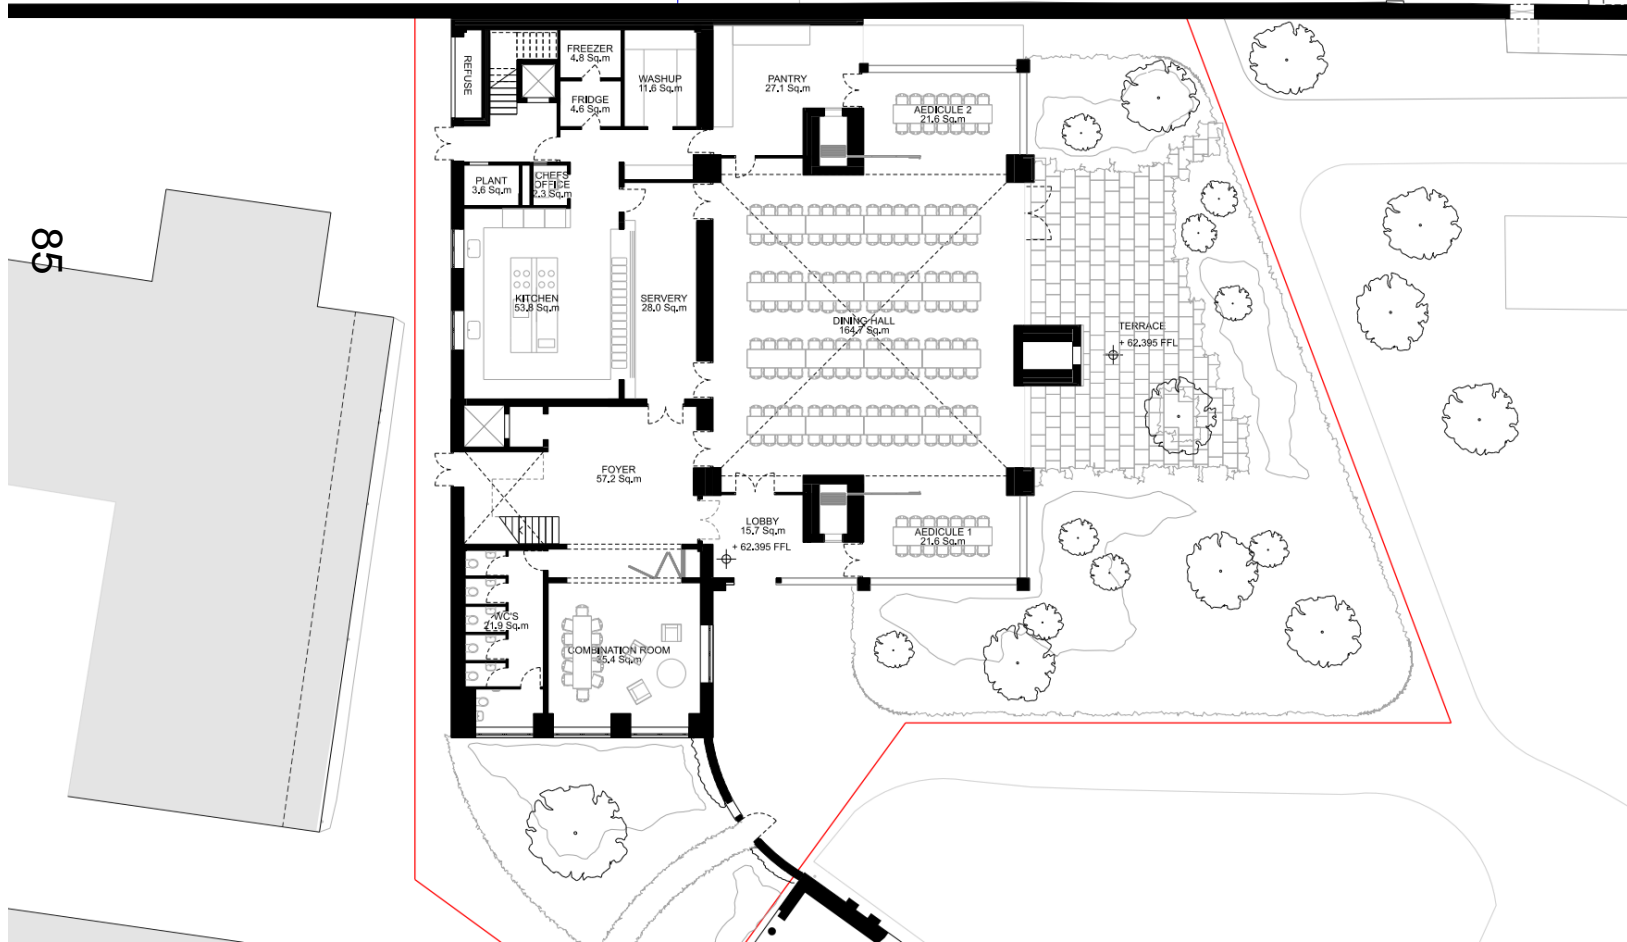 REFUSE
FREEZER
4.8 Sq.m
WASHUP
11.6 Sq.m
PANTRY
27.1 Sq.m
FRIDGE
4.6 Sq.m
AEDICULE 2
21.6 Sq.m
PLANT
3.6 Sq.m
CHEFS
OFFICE
2.3 Sq.m
85
KITCHEN
53.8 Sq.m
SERVERY
28.0 Sq.m
DINING HALL
164.7 Sq.m
TERRACE
+ 62.395 FFL
FOYER
57.2 Sq.m
LOBBY
15.7 Sq.m
+ 62.395 FFL
AEDICULE 1
21.6 Sq.m
WC'S
21.9 Sq.m
COMBINATION ROOM
35.4 Sq.m